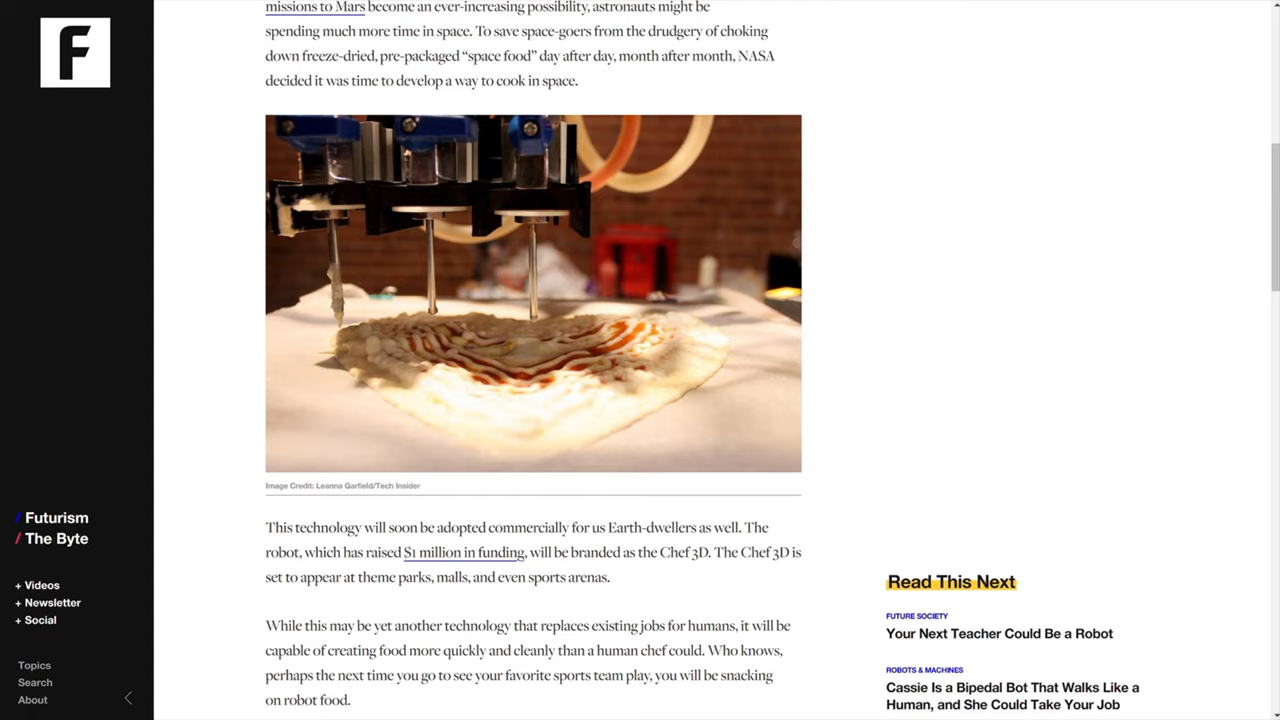 F
missions to Mars become an ever-increasing possibility, astronauts might be
spending much more time in space. To save space-goers from the drudgery of choking
down freeze-dried, pre-packaged “space food” day after day, month after month, NASA
decided it was time to develop a way to cook in space.
Image Credit: Leanna Garfield/Tech Insider
This technology will soon be adopted commercially for us Earth-dwellers as well. The
robot, which has raised $1 million in funding, will be branded as the Chef 3D. The Chef 3D is
set to appear at theme parks, malls, and even sports arenas.
While this may be yet another technology that replaces existing jobs for humans, it will be
capable of creating food more quickly and cleanly than a human chef could. Who knows,
perhaps the next time you go to see your favorite sports team play, you will be snacking
on robot food.
/ Futurism
/ The Byte
+ Videos
+ Newsletter
+ Social
Topics
Search
About
Read This Next
FUTURE SOCIETY
Your Next Teacher Could Be a Robot
ROBOTS & MACHINES
Cassie Is a Bipedal Bot That Walks Like a
Human, and She Could Take Your Job